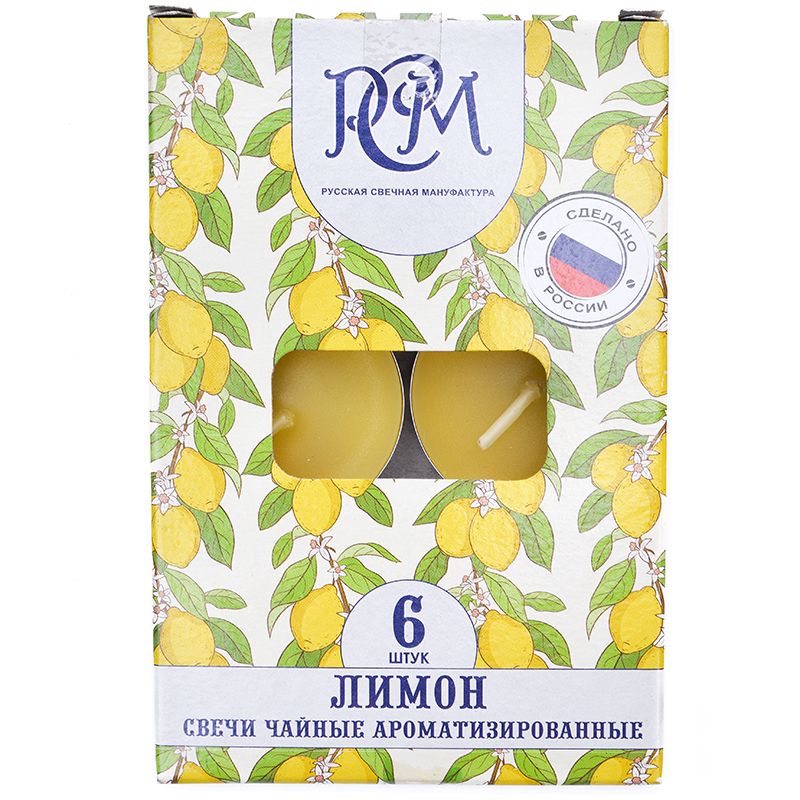 РСМ
РУССКАЯ СВЕЧНАЯ МАНУФАКТУРА
СДЕЛАНО
В РОССИИ
6
ШТУК
ЛИМОН
СВЕЧИ ЧАЙНЫЕ АРОМАТИЗИРОВАННЫЕ